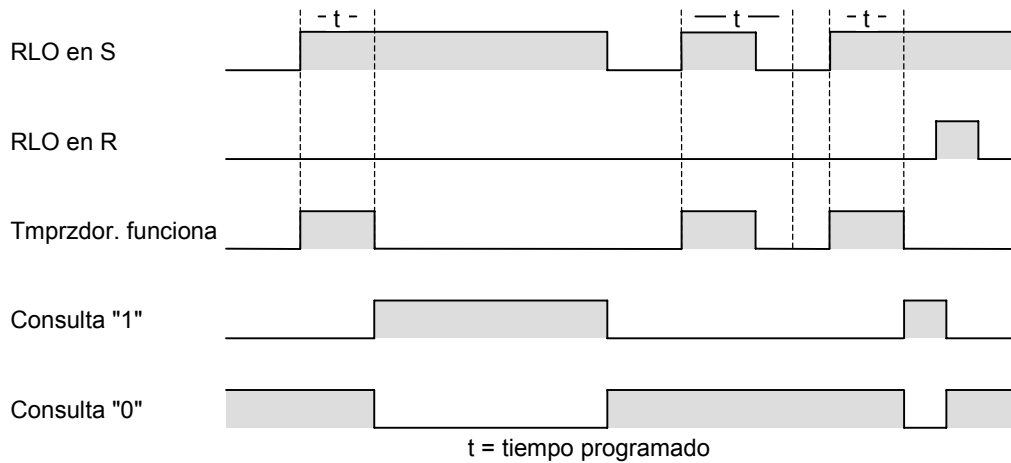 t t t
RLO en S
RLO en R
Tmprzdor. funciona
Consulta "1"
Consulta "0"
t = tiempo programado